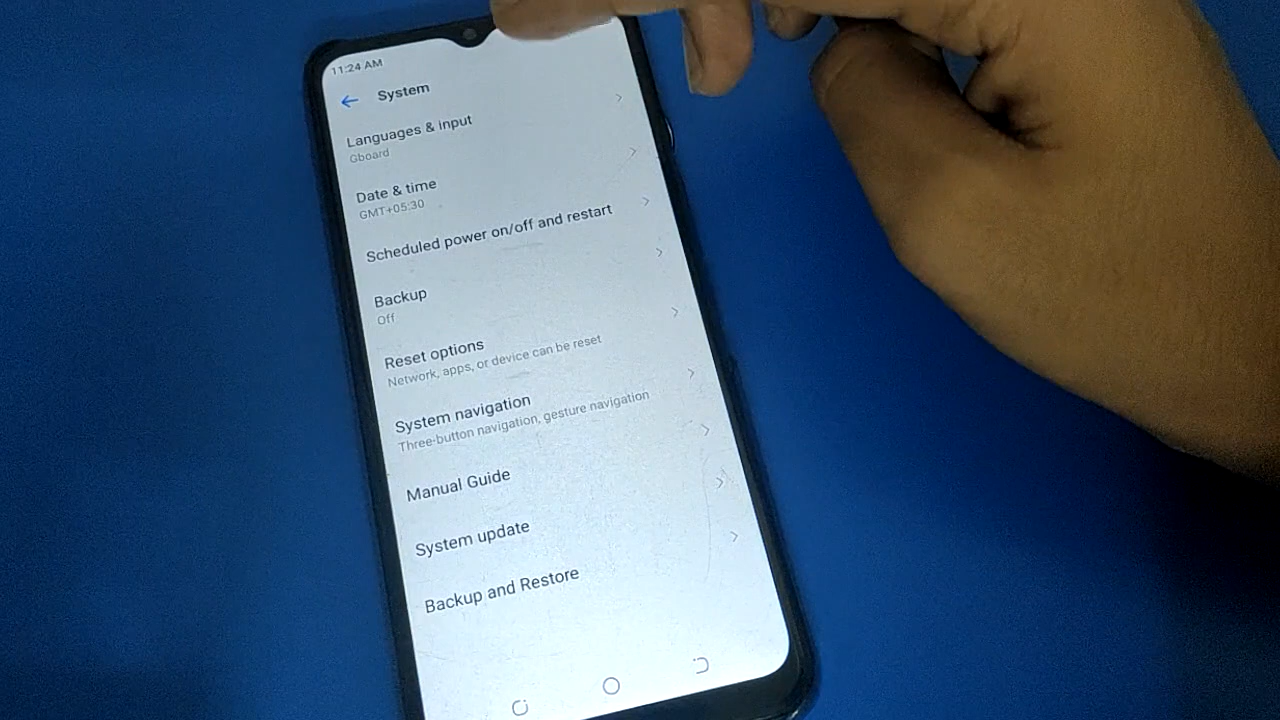 11:24 AM
System
Languages & input
Gboard
Date & time
GMT+05:30
Scheduled power on/off and restart
Backup
Off
Reset options
Network, apps, or device can be reset
System navigation
Three-button navigation, gesture navigation
Manual Guide
System update
Backup and Restore